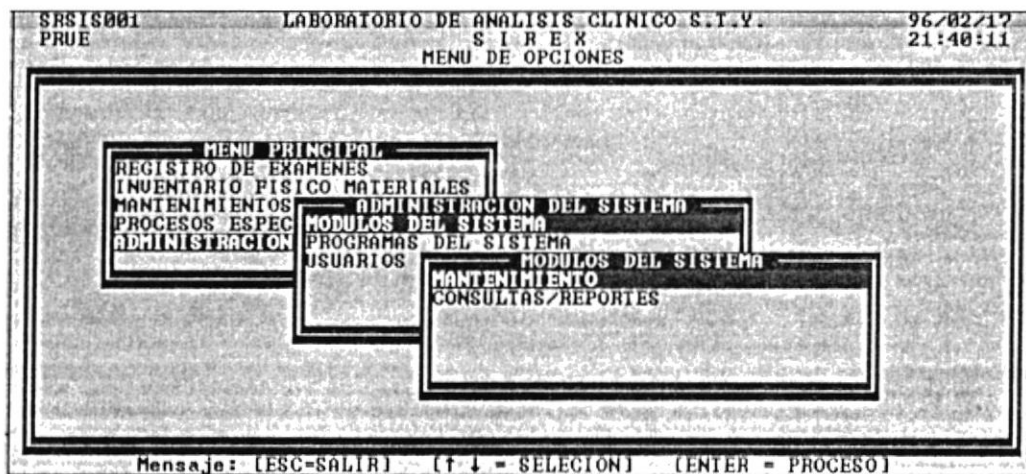 SRSIS001 LABORATORIO DE ANALISIS CLINICO S.T.Y. 96/02/17
PRUE S I R E X 21:40:11
MENU DE OPCIONES
MENU PRINCIPAL
REGISTRO DE EXAMENES
INVENTARIO FISICO MATERIALES
MANTENIMIENTOS
PROCESOS ESPEC
ADMINISTRACION
ADMINISTRACION DEL SISTEMA
MODULOS DEL SISTEMA
PROGRAMAS DEL SISTEMA
USUARIOS
MODULOS DEL SISTEMA
MANTENIMIENTO
CONSULTAS/REPORTES
Mensaje: [ESC=SALIR] [↑ ↓ = SELECION] [ENTER = PROCESO]